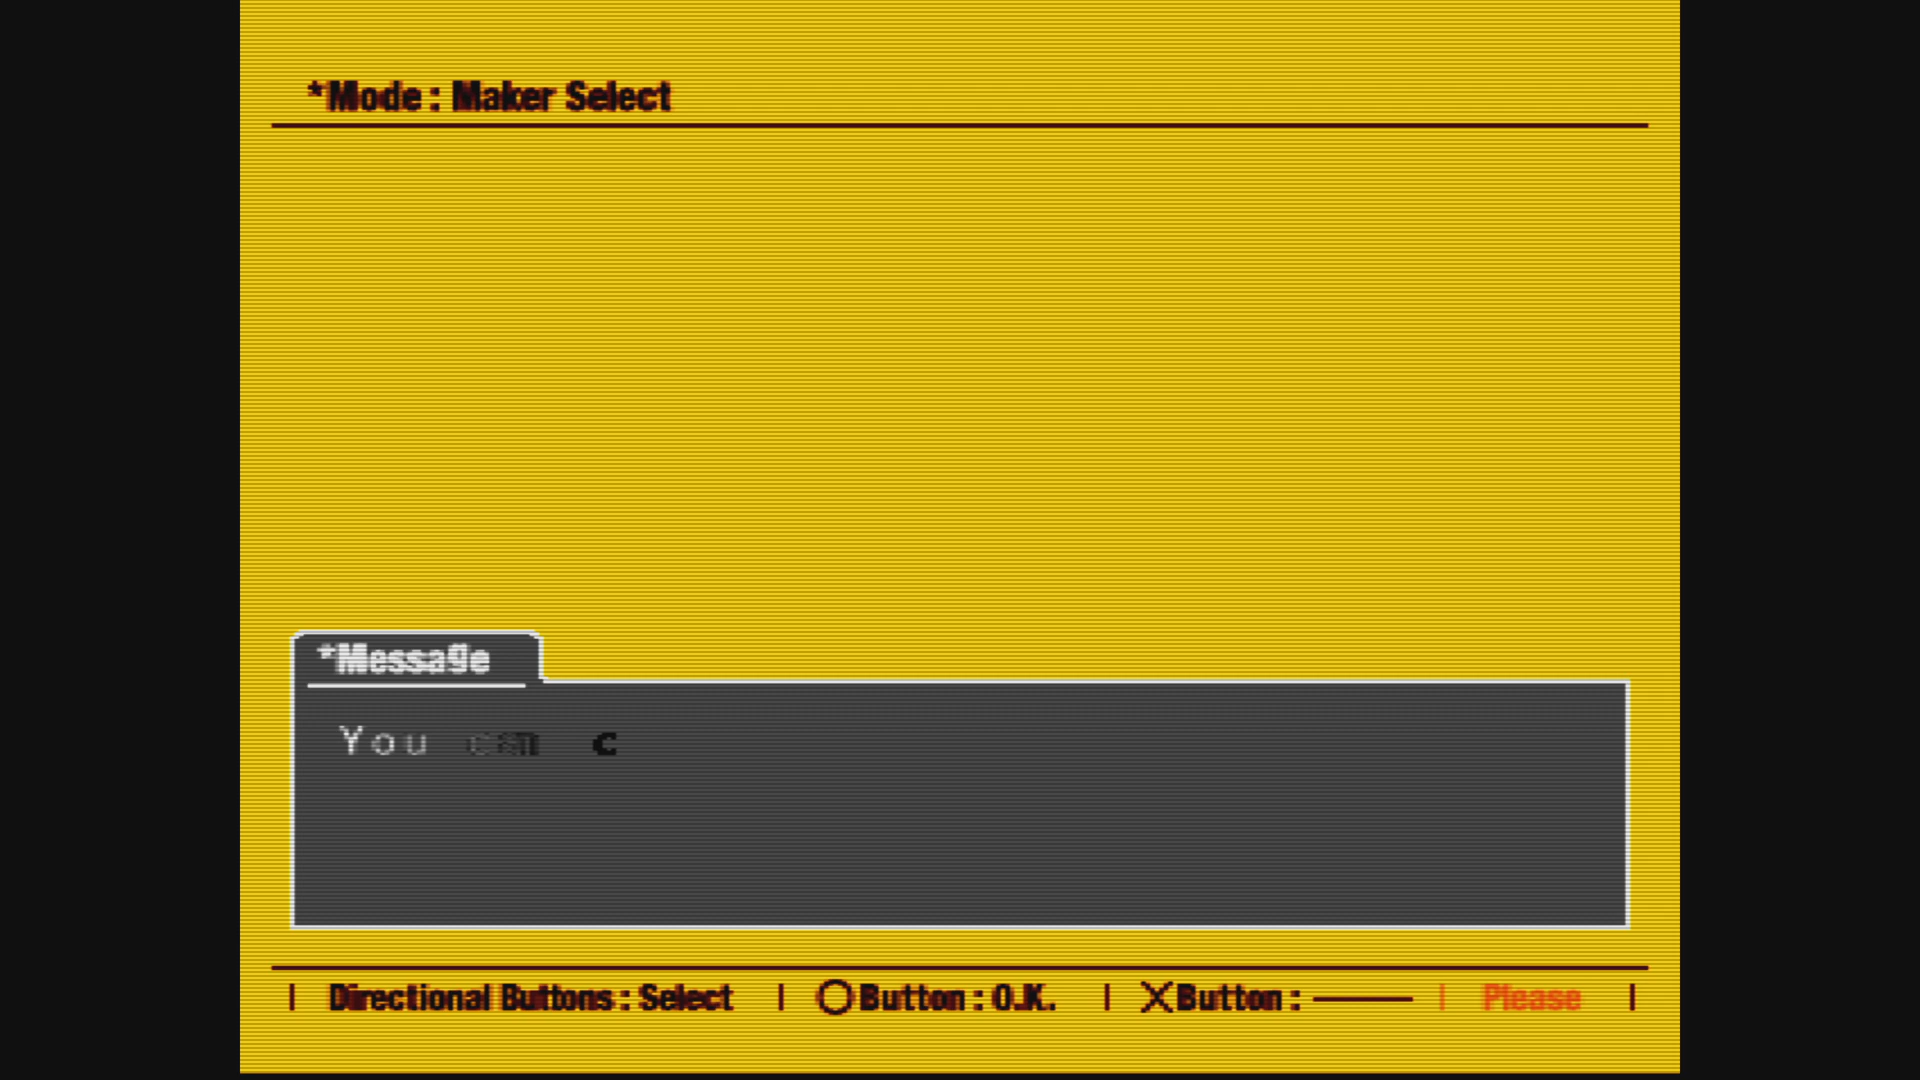 *Mode : Maker Select
*Message
You can c
Directional Buttons : Select | ○Button : O.K. | ×Button : —— | Please |